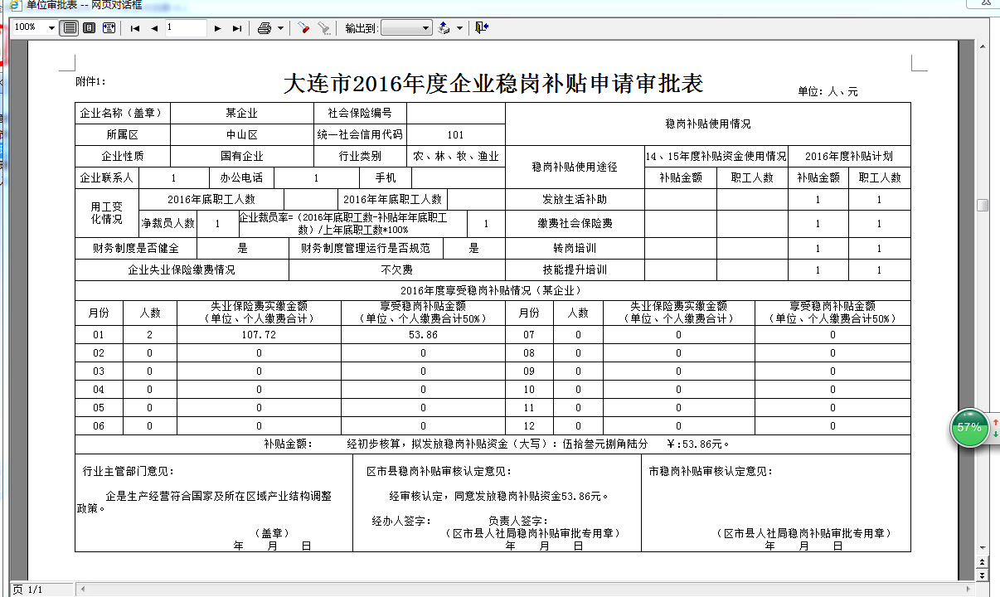 单位审批表 -- 网页对话框
100% 1 输出到:
附件1:
大连市2016年度企业稳岗补贴申请审批表
单位: 人、元
企业名称（盖章） 某企业 社会保险编号 稳岗补贴使用情况
所属区 中山区 统一社会信用代码 101
企业性质 国有企业 行业类别 农、林、牧、渔业 稳岗补贴使用途径 14、15年度补贴资金使用情况 2016年度补贴计划
企业联系人 1 办公电话 1 手机 补贴金额 职工人数 补贴金额 职工人数
用工变化情况 2016年底职工人数 2016年年底职工人数 发放生活补助 1 1
净裁员人数 1 企业裁员率=（2016年底职工数-补贴年年底职工数）/上年底职工数*100% 1 缴费社会保险费 1 1
财务制度是否健全 是 财务制度管理运行是否规范 是 转岗培训 1 1
企业失业保险缴费情况 不欠费 技能提升培训 1 1
2016年度享受稳岗补贴情况（某企业）
月份 人数 失业保险费实缴金额（单位、个人缴费合计） 享受稳岗补贴金额（单位、个人缴费合计50%） 月份 人数 失业保险费实缴金额（单位、个人缴费合计） 享受稳岗补贴金额（单位、个人缴费合计50%）
01 2 107.72 53.86 07 0 0 0
02 0 0 0 08 0 0 0
03 0 0 0 09 0 0 0
04 0 0 0 10 0 0 0
05 0 0 0 11 0 0 0
06 0 0 0 12 0 0 0
补贴金额: 经初步核算，拟发放稳岗补贴资金（大写）: 伍拾叁元捌角陆分 ￥:53.86元。
行业主管部门意见:
企是生产经营符合国家及所在区域产业结构调整
政策。
（盖章）
年 月 日
区市县稳岗补贴审核认定意见:
经审核认定，同意发放稳岗补贴资金53.86元。
经办人签字: 负责人签字:
（区市县人社局稳岗补贴审批专用章）
年 月 日
市稳岗补贴审核认定意见:
（区市县人社局稳岗补贴审批专用章）
年 月 日
57%
页 1/1